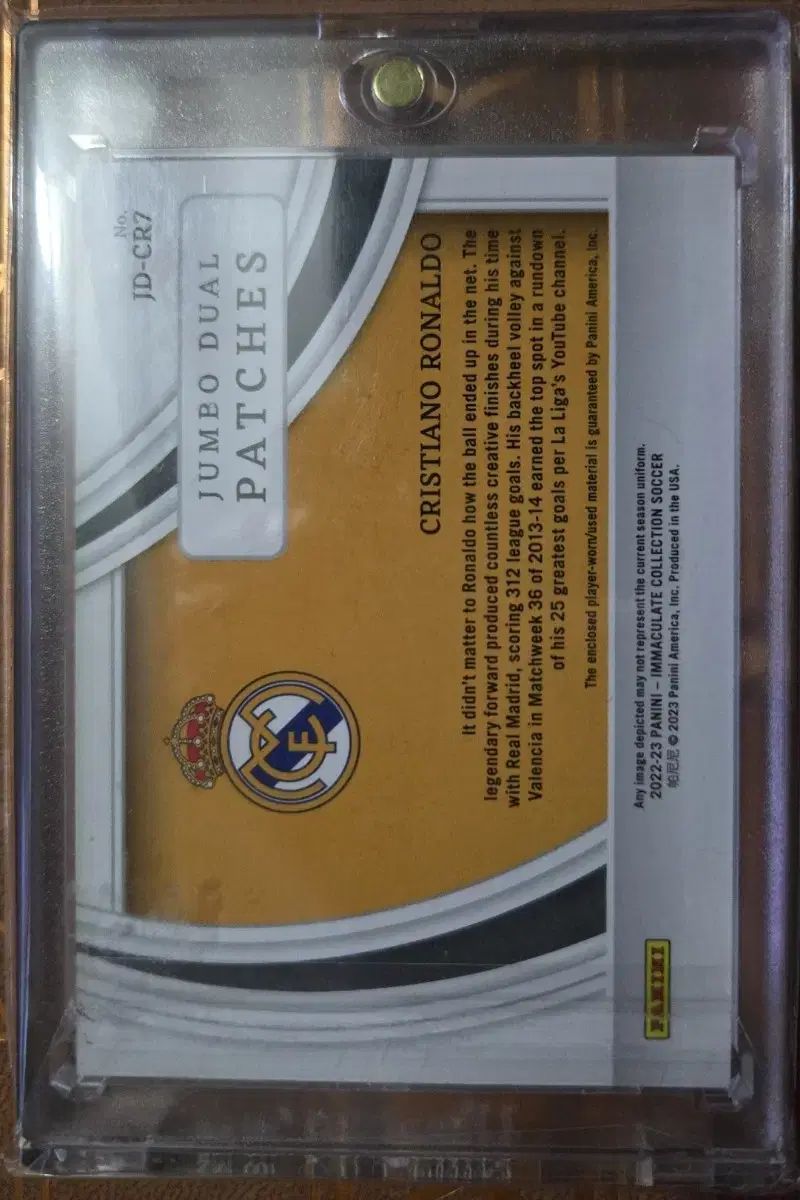 No.
JD-CR7
JUMBO DUAL
PATCHES
CRISTIANO RONALDO
It didn't matter to Ronaldo how the ball ended up in the net. The
legendary forward produced countless creative finishes during his time
with Real Madrid, scoring 312 league goals. His backheel volley against
Valencia in Matchweek 36 of 2013-14 earned the top spot in a rundown
of his 25 greatest goals per La Liga's YouTube channel.
The enclosed player-worn/used material is guaranteed by Panini America, Inc.
Any image depicted may not represent the current season uniform.
2022-23 PANINI – IMMACULATE COLLECTION SOCCER
帕尼尼 © 2023 Panini America, Inc. Produced in the USA.
PANINI